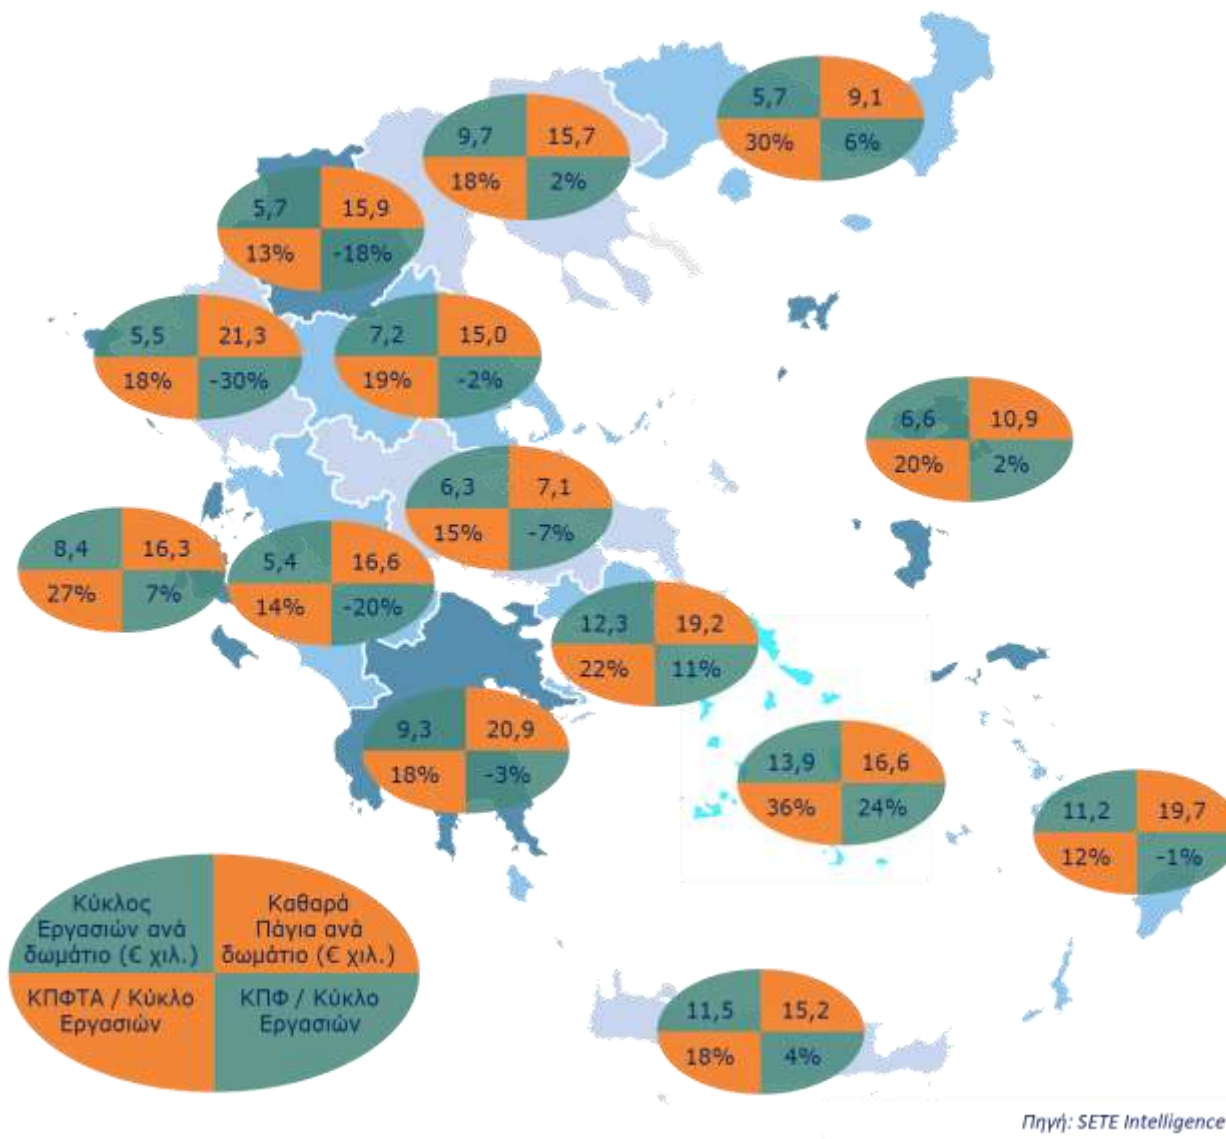 5,7 9,1
30% 6%
9,7 15,7
18% 2%
5,7 15,9
13% -18%
5,5 21,3
18% -30%
7,2 15,0
19% -2%
6,6 10,9
20% 2%
6,3 7,1
15% -7%
8,4 16,3
27% 7%
5,4 16,6
14% -20%
12,3 19,2
22% 11%
9,3 20,9
18% -3%
13,9 16,6
36% 24%
11,2 19,7
12% -1%
Κύκλος
Εργασιών ανά
δωμάτιο (€ χιλ.)
Καθαρά
Πάγια ανά
δωμάτιο (€ χιλ.)
ΚΠΦΤΑ / Κύκλο
Εργασιών
ΚΠΦ / Κύκλο
Εργασιών
11,5 15,2
18% 4%
Πηγή: SETE Intelligence